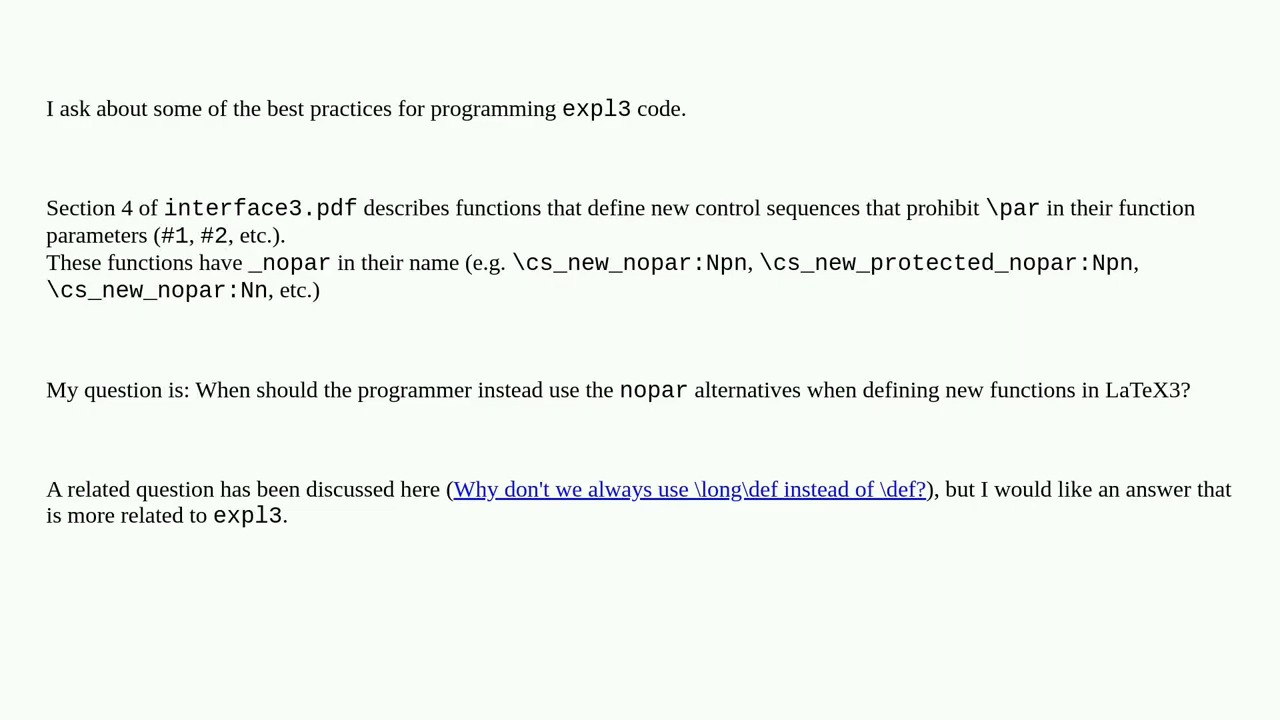 I ask about some of the best practices for programming expl3 code.
Section 4 of interface3.pdf describes functions that define new control sequences that prohibit \par in their function
parameters (#1, #2, etc.).
These functions have _nopar in their name (e.g. \cs_new_nopar:Npn, \cs_new_protected_nopar:Npn,
\cs_new_nopar:Nn, etc.)
My question is: When should the programmer instead use the nopar alternatives when defining new functions in LaTeX3?
A related question has been discussed here (Why don't we always use \long\def instead of \def?), but I would like an answer that
is more related to expl3.